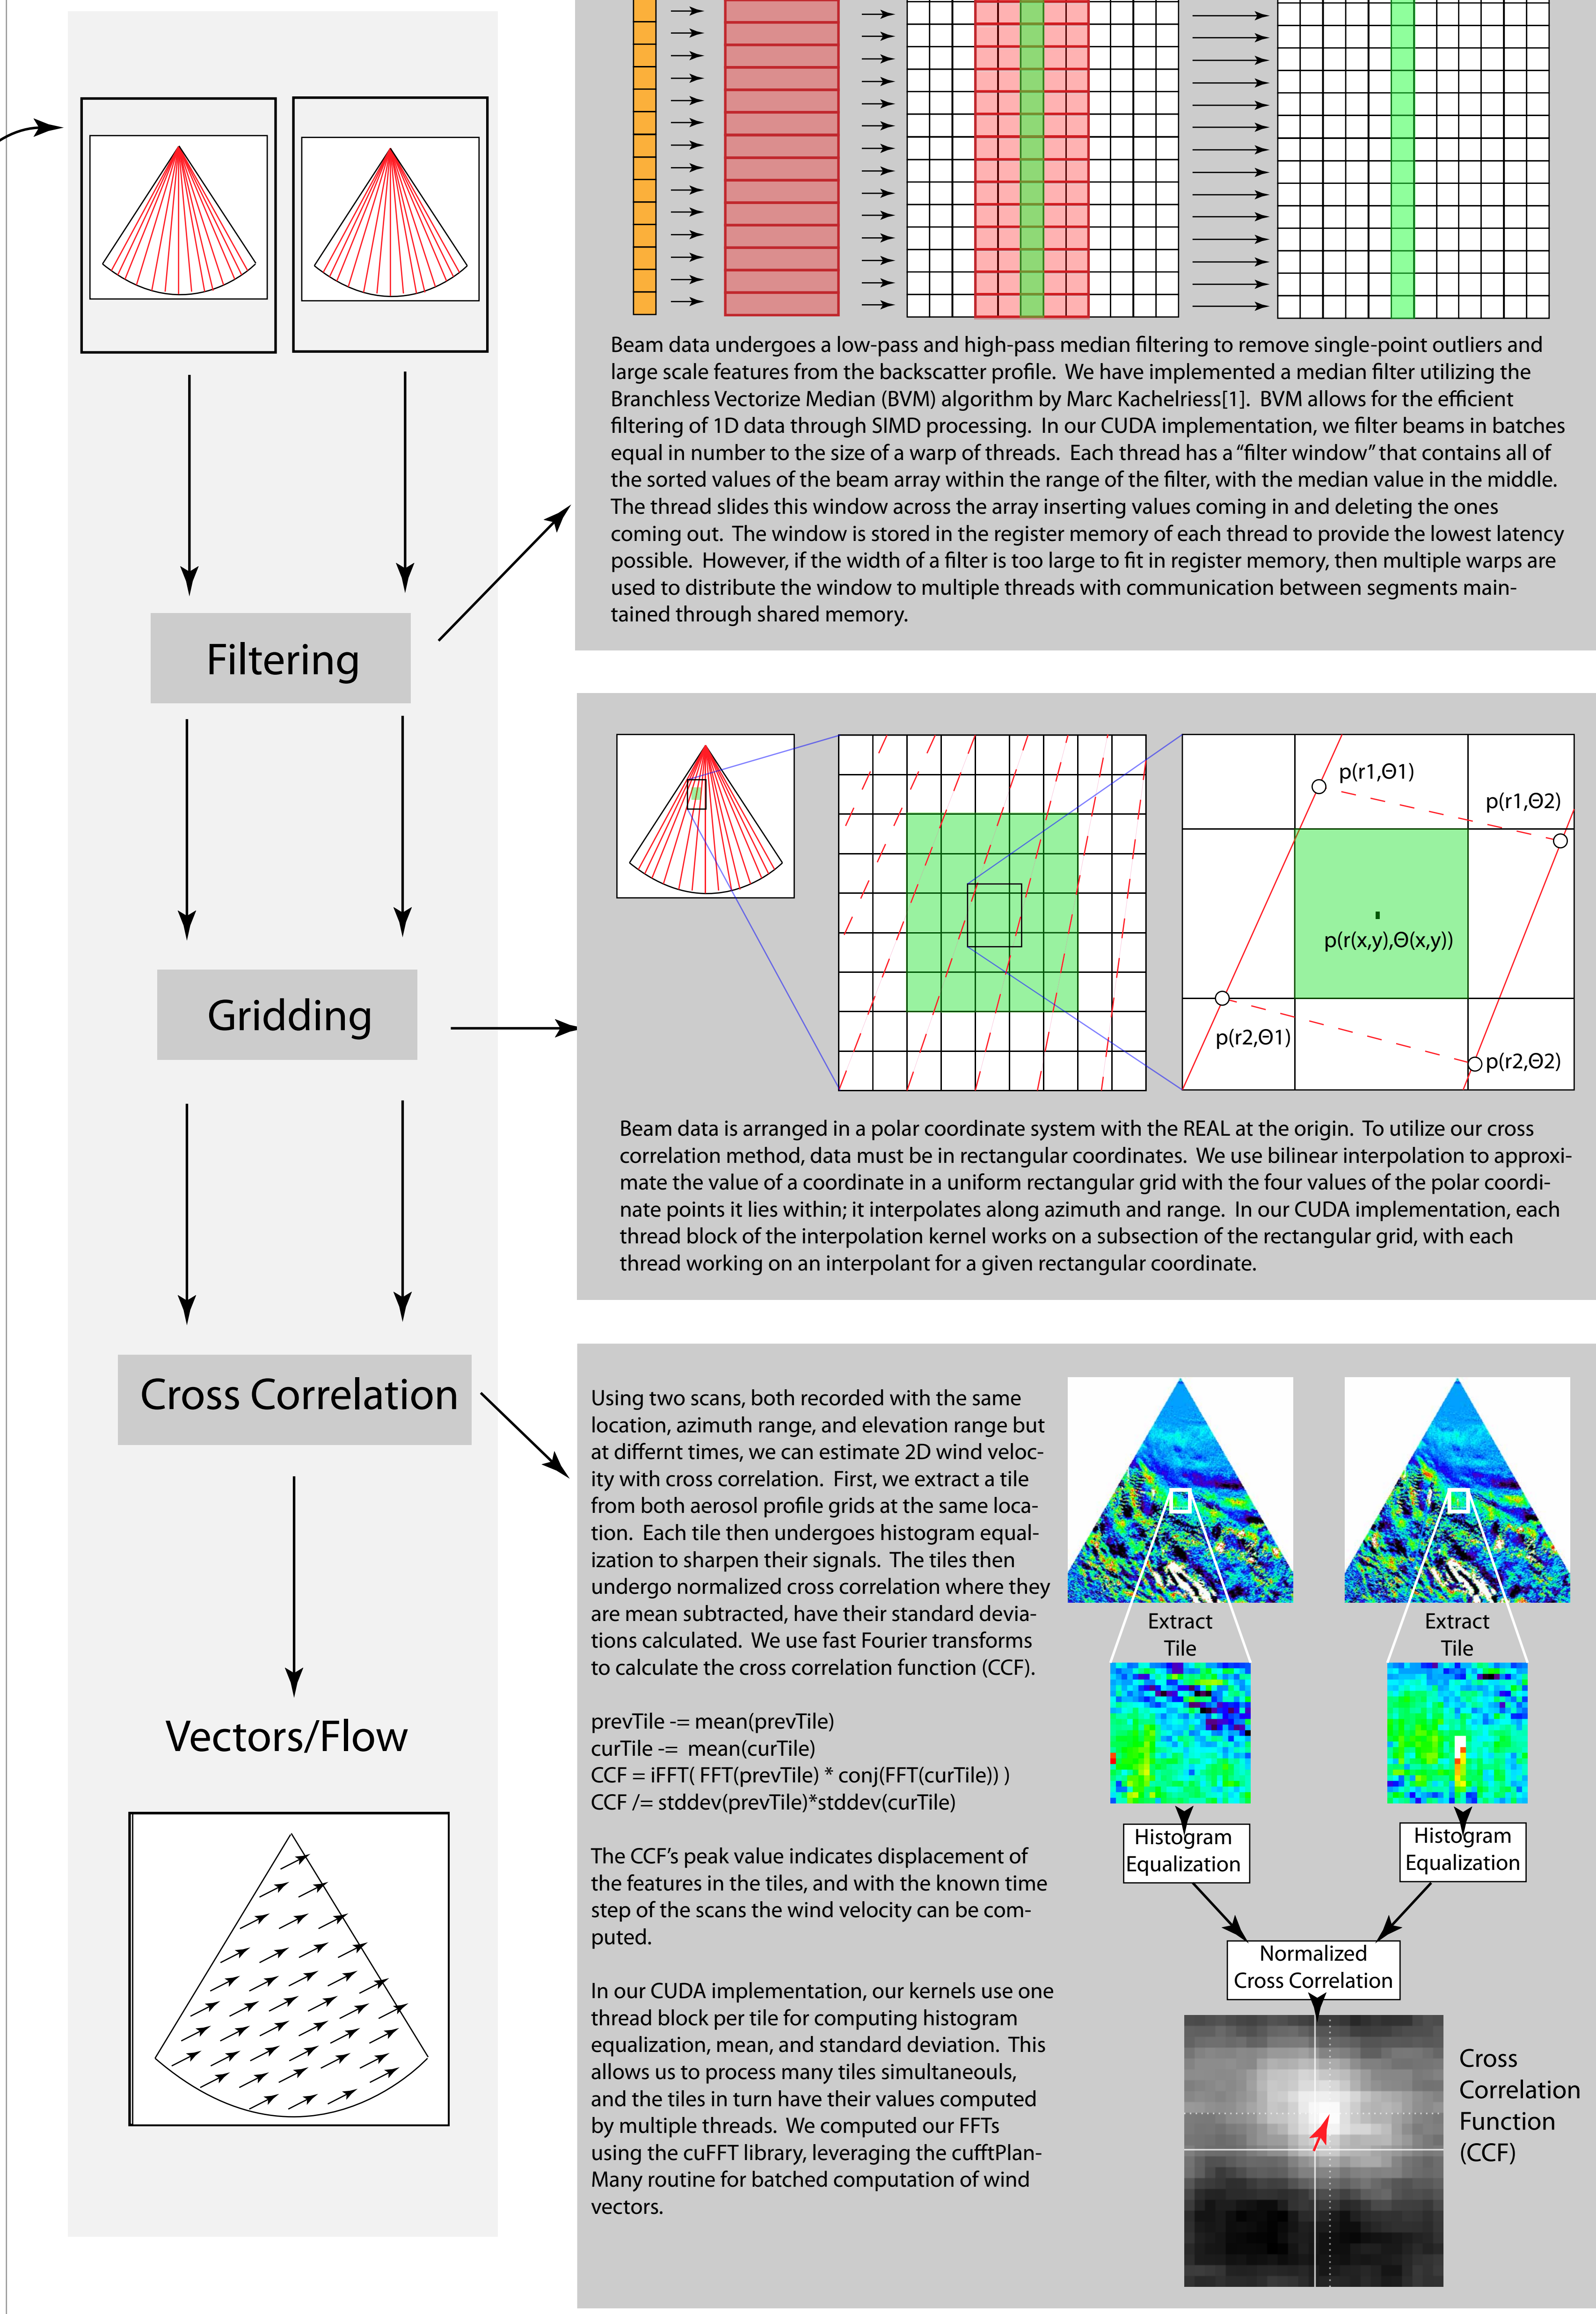 Beam data undergoes a low-pass and high-pass median filtering to remove single-point outliers and
large scale features from the backscatter profile. We have implemented a median filter utilizing the
Branchless Vectorize Median (BVM) algorithm by Marc Kachelriess[1]. BVM allows for the efficient
filtering of 1D data through SIMD processing. In our CUDA implementation, we filter beams in batches
equal in number to the size of a warp of threads. Each thread has a “filter window” that contains all of
the sorted values of the beam array within the range of the filter, with the median value in the middle.
The thread slides this window across the array inserting values coming in and deleting the ones
coming out. The window is stored in the register memory of each thread to provide the lowest latency
possible. However, if the width of a filter is too large to fit in register memory, then multiple warps are
used to distribute the window to multiple threads with communication between segments main-
tained through shared memory.
Filtering
p(r1,Θ1)
p(r1,Θ2)
p(r(x,y),Θ(x,y))
p(r2,Θ1)
p(r2,Θ2)
Gridding
Beam data is arranged in a polar coordinate system with the REAL at the origin. To utilize our cross
correlation method, data must be in rectangular coordinates. We use bilinear interpolation to approxi-
mate the value of a coordinate in a uniform rectangular grid with the four values of the polar coordi-
nate points it lies within; it interpolates along azimuth and range. In our CUDA implementation, each
thread block of the interpolation kernel works on a subsection of the rectangular grid, with each
thread working on an interpolant for a given rectangular coordinate.
Cross Correlation
Using two scans, both recorded with the same
location, azimuth range, and elevation range but
at differnt times, we can estimate 2D wind veloc-
ity with cross correlation. First, we extract a tile
from both aerosol profile grids at the same loca-
tion. Each tile then undergoes histogram equal-
ization to sharpen their signals. The tiles then
undergo normalized cross correlation where they
are mean subtracted, have their standard devia-
tions calculated. We use fast Fourier transforms
to calculate the cross correlation function (CCF).
prevTile -= mean(prevTile)
curTile -= mean(curTile)
CCF = iFFT( FFT(prevTile) * conj(FFT(curTile)) )
CCF /= stddev(prevTile)*stddev(curTile)
The CCF’s peak value indicates displacement of
the features in the tiles, and with the known time
step of the scans the wind velocity can be com-
puted.
In our CUDA implementation, our kernels use one
thread block per tile for computing histogram
equalization, mean, and standard deviation. This
allows us to process many tiles simultaneous,
and the tiles in turn have their values computed
by multiple threads. We computed our FFTs
using the cuFFT library, leveraging the cufftPlan-
Many routine for batched computation of wind
vectors.
Extract
Tile
Extract
Tile
Histogram
Equalization
Histogram
Equalization
Normalized
Cross Correlation
Cross
Correlation
Function
(CCF)
Vectors/Flow